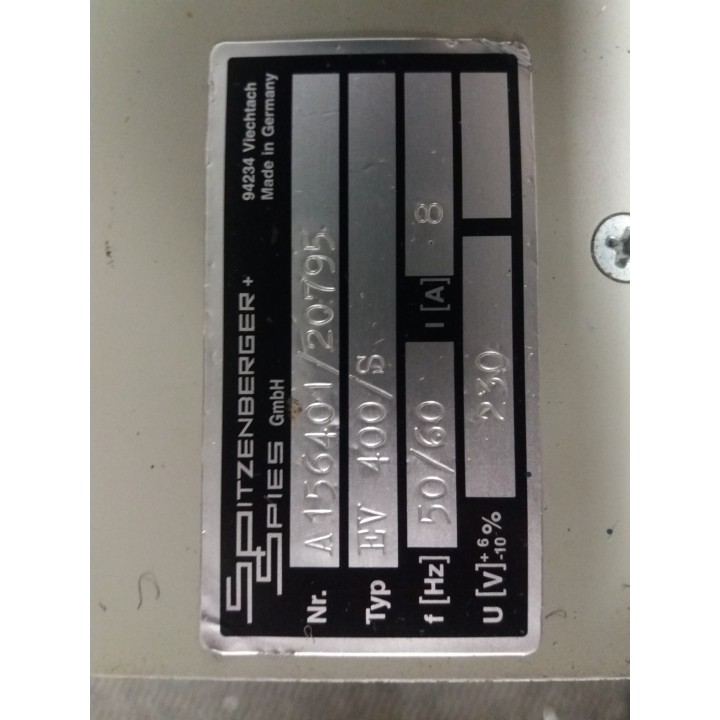 SPITZENBERGER +
SPIES GmbH
94234 Viechtach
Made in Germany
Nr. A 156401/20795
Typ EV 400/S
f [Hz] 50/60 I [A] 8
U [V] +6 -10 % 230